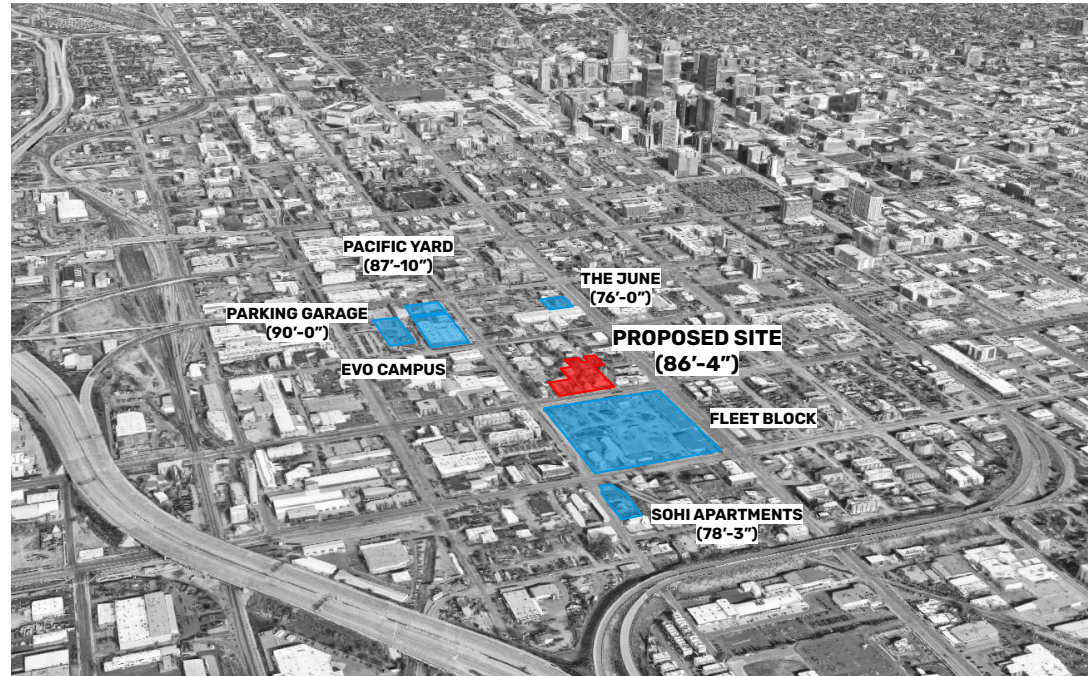 PACIFIC YARD
(87’-10”)
THE JUNE
(76’-0”)
PARKING GARAGE
(90’-0”)
PROPOSED SITE
(86’-4”)
EVO CAMPUS
FLEET BLOCK
SOHI APARTMENTS
(78’-3”)